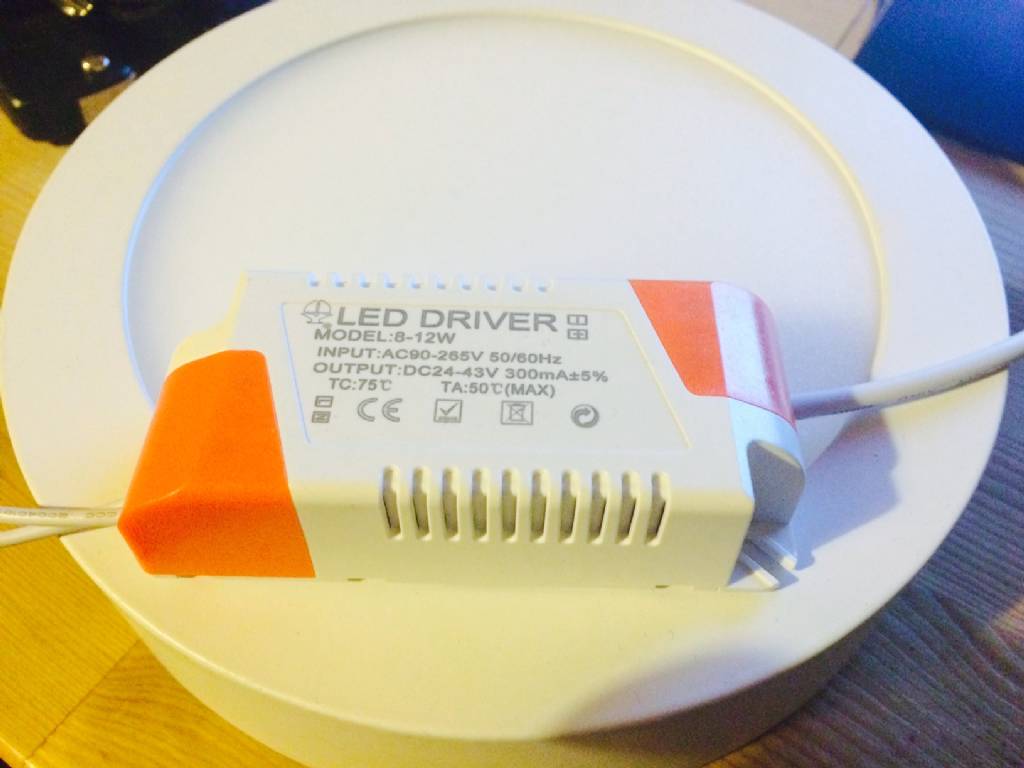 LED DRIVER
MODEL:8-12W
INPUT:AC90-265V 50/60Hz
OUTPUT:DC24-43V 300mA±5%
TC:75℃ TA:50℃(MAX)
CE